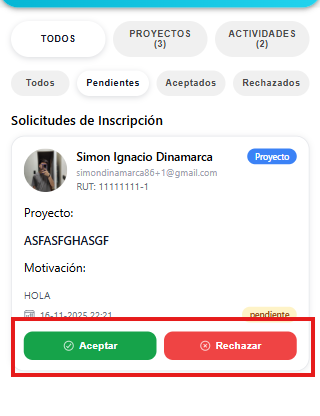 TODOS
PROYECTOS
(3)
ACTIVIDADES
(2)
Todos
Pendientes
Aceptados
Rechazados
Solicitudes de Inscripción
Simon Ignacio Dinamarca
Proyecto
simondinamarca86+1@gmail.com
RUT: 11111111-1
Proyecto:
ASFASFGHASGF
Motivación:
HOLA
16-11-2025 22:21
pendiente
Aceptar
Rechazar